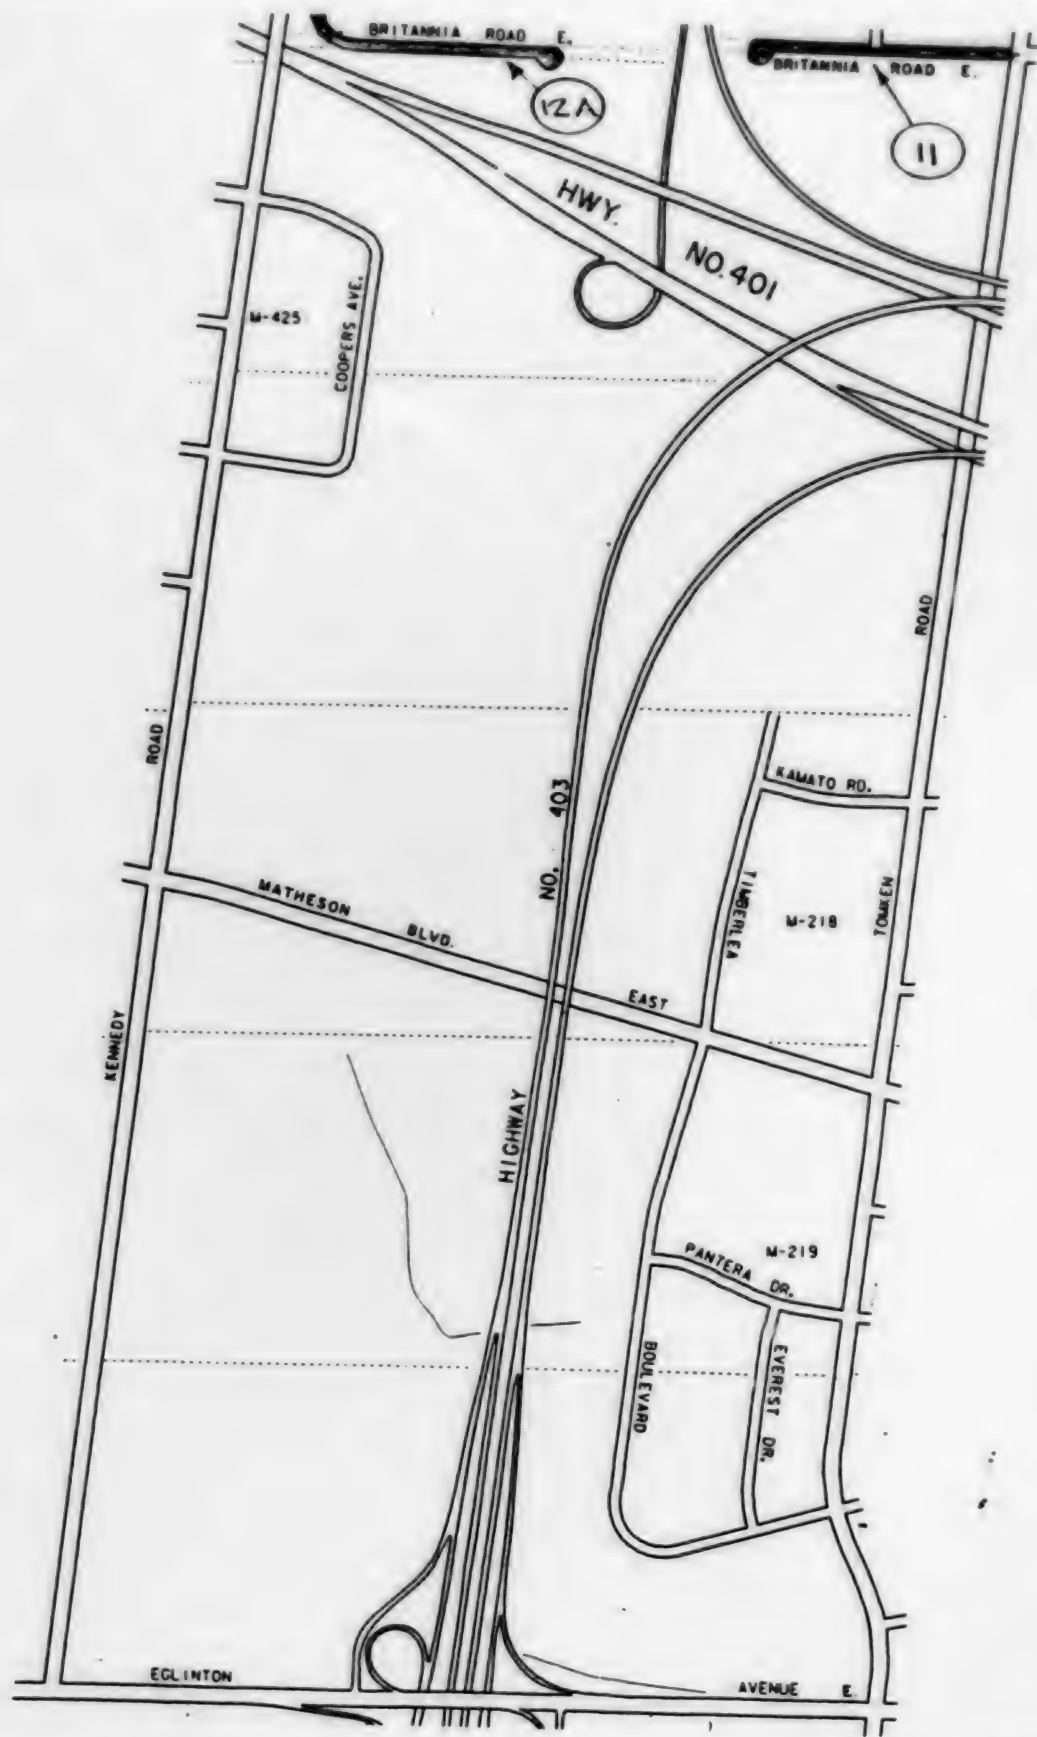 BRITANNIA ROAD E.
BRITANNIA ROAD E.
12A
11
HWY. NO. 401
M-425
COOPERS AVE.
ROAD
ROAD
KAMATO RD.
NO. 403
MATHESON BLVD. EAST
TIMBERLEA
M-218
TOMKEN
KENNEDY
HIGHWAY
M-219
PANTERA DR.
BOULEVARD
EVEREST DR.
EGLINTON AVENUE E.